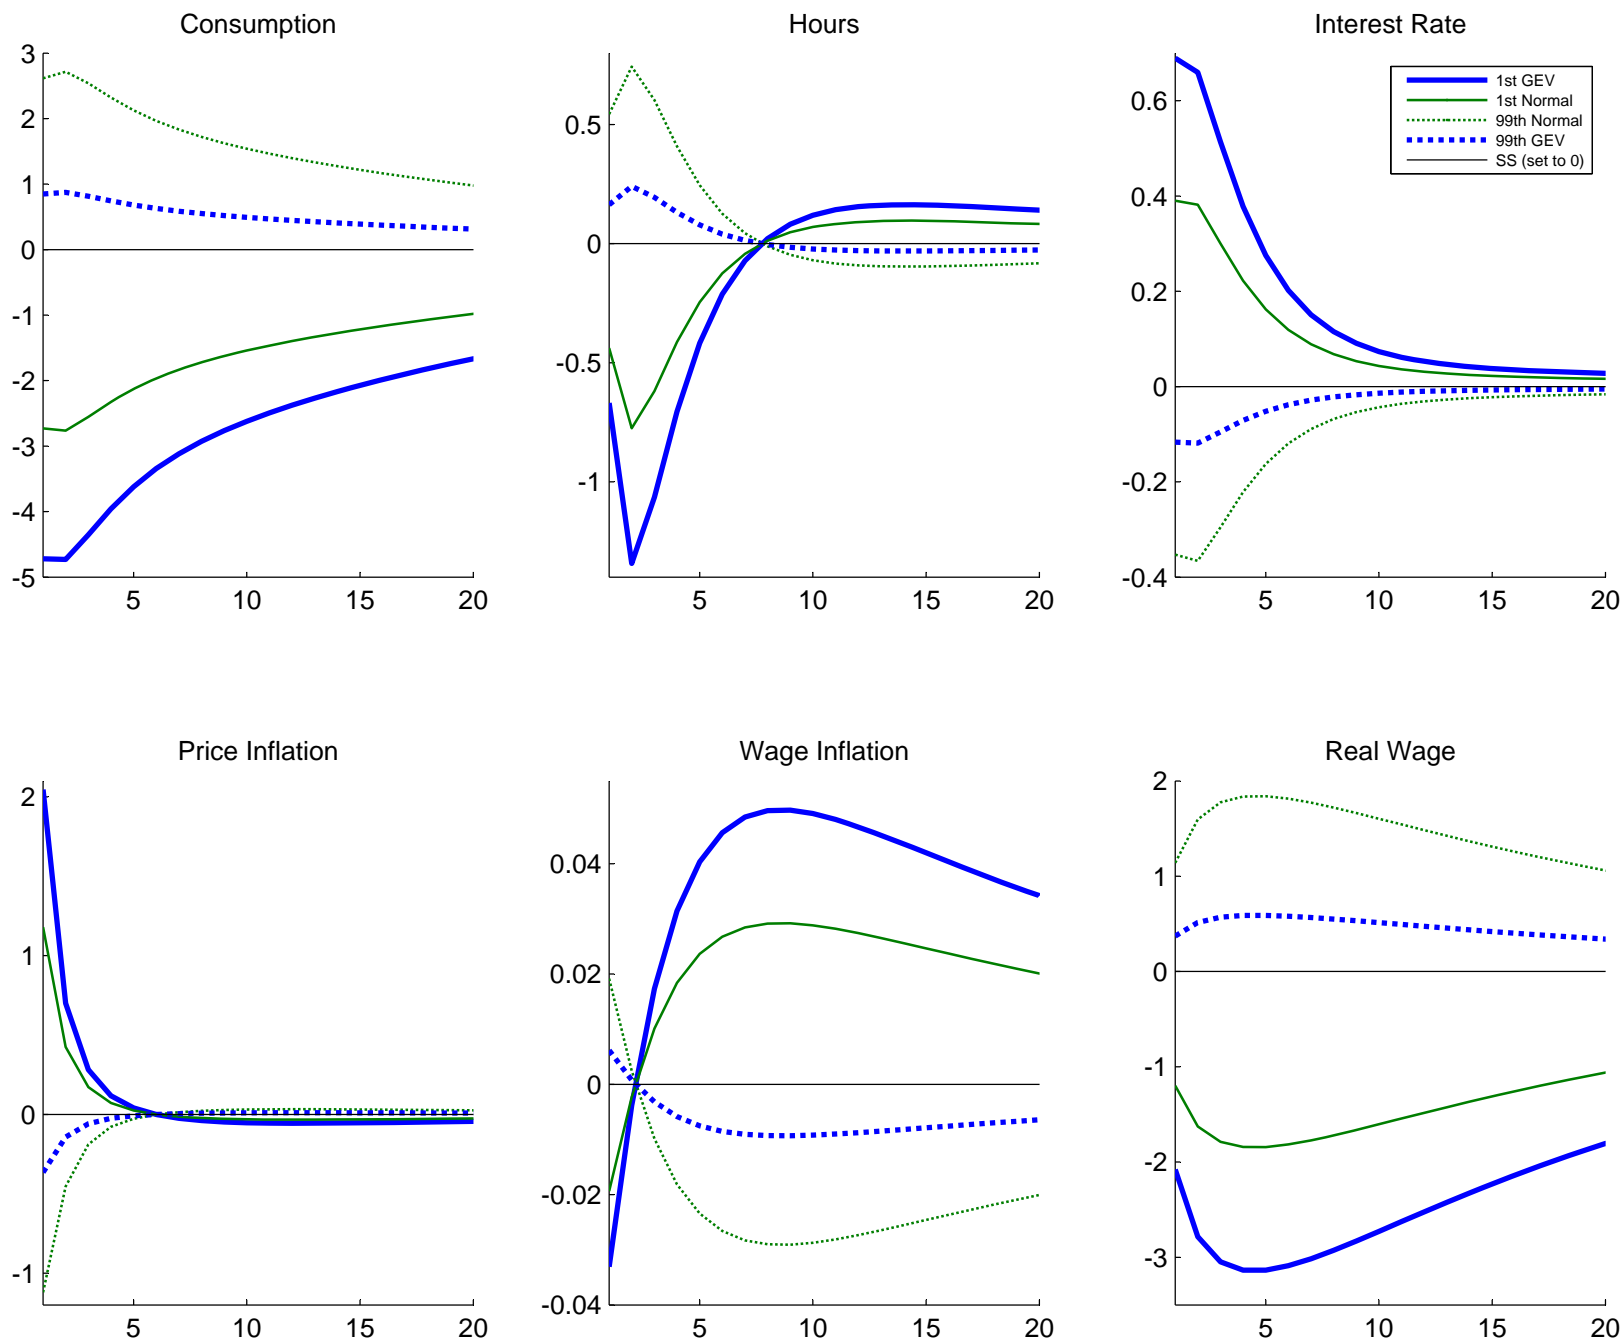 Consumption
3
2
1
0
-1
-2
-3
-4
-5
5 10 15 20
Hours
0.5
0
-0.5
-1
5 10 15 20
Interest Rate
0.6
0.4
0.2
0
-0.2
-0.4
5 10 15 20
1st GEV
1st Normal
99th Normal
99th GEV
SS (set to 0)
Price Inflation
2
1
0
-1
5 10 15 20
Wage Inflation
0.04
0.02
0
-0.02
-0.04
5 10 15 20
Real Wage
2
1
0
-1
-2
-3
5 10 15 20